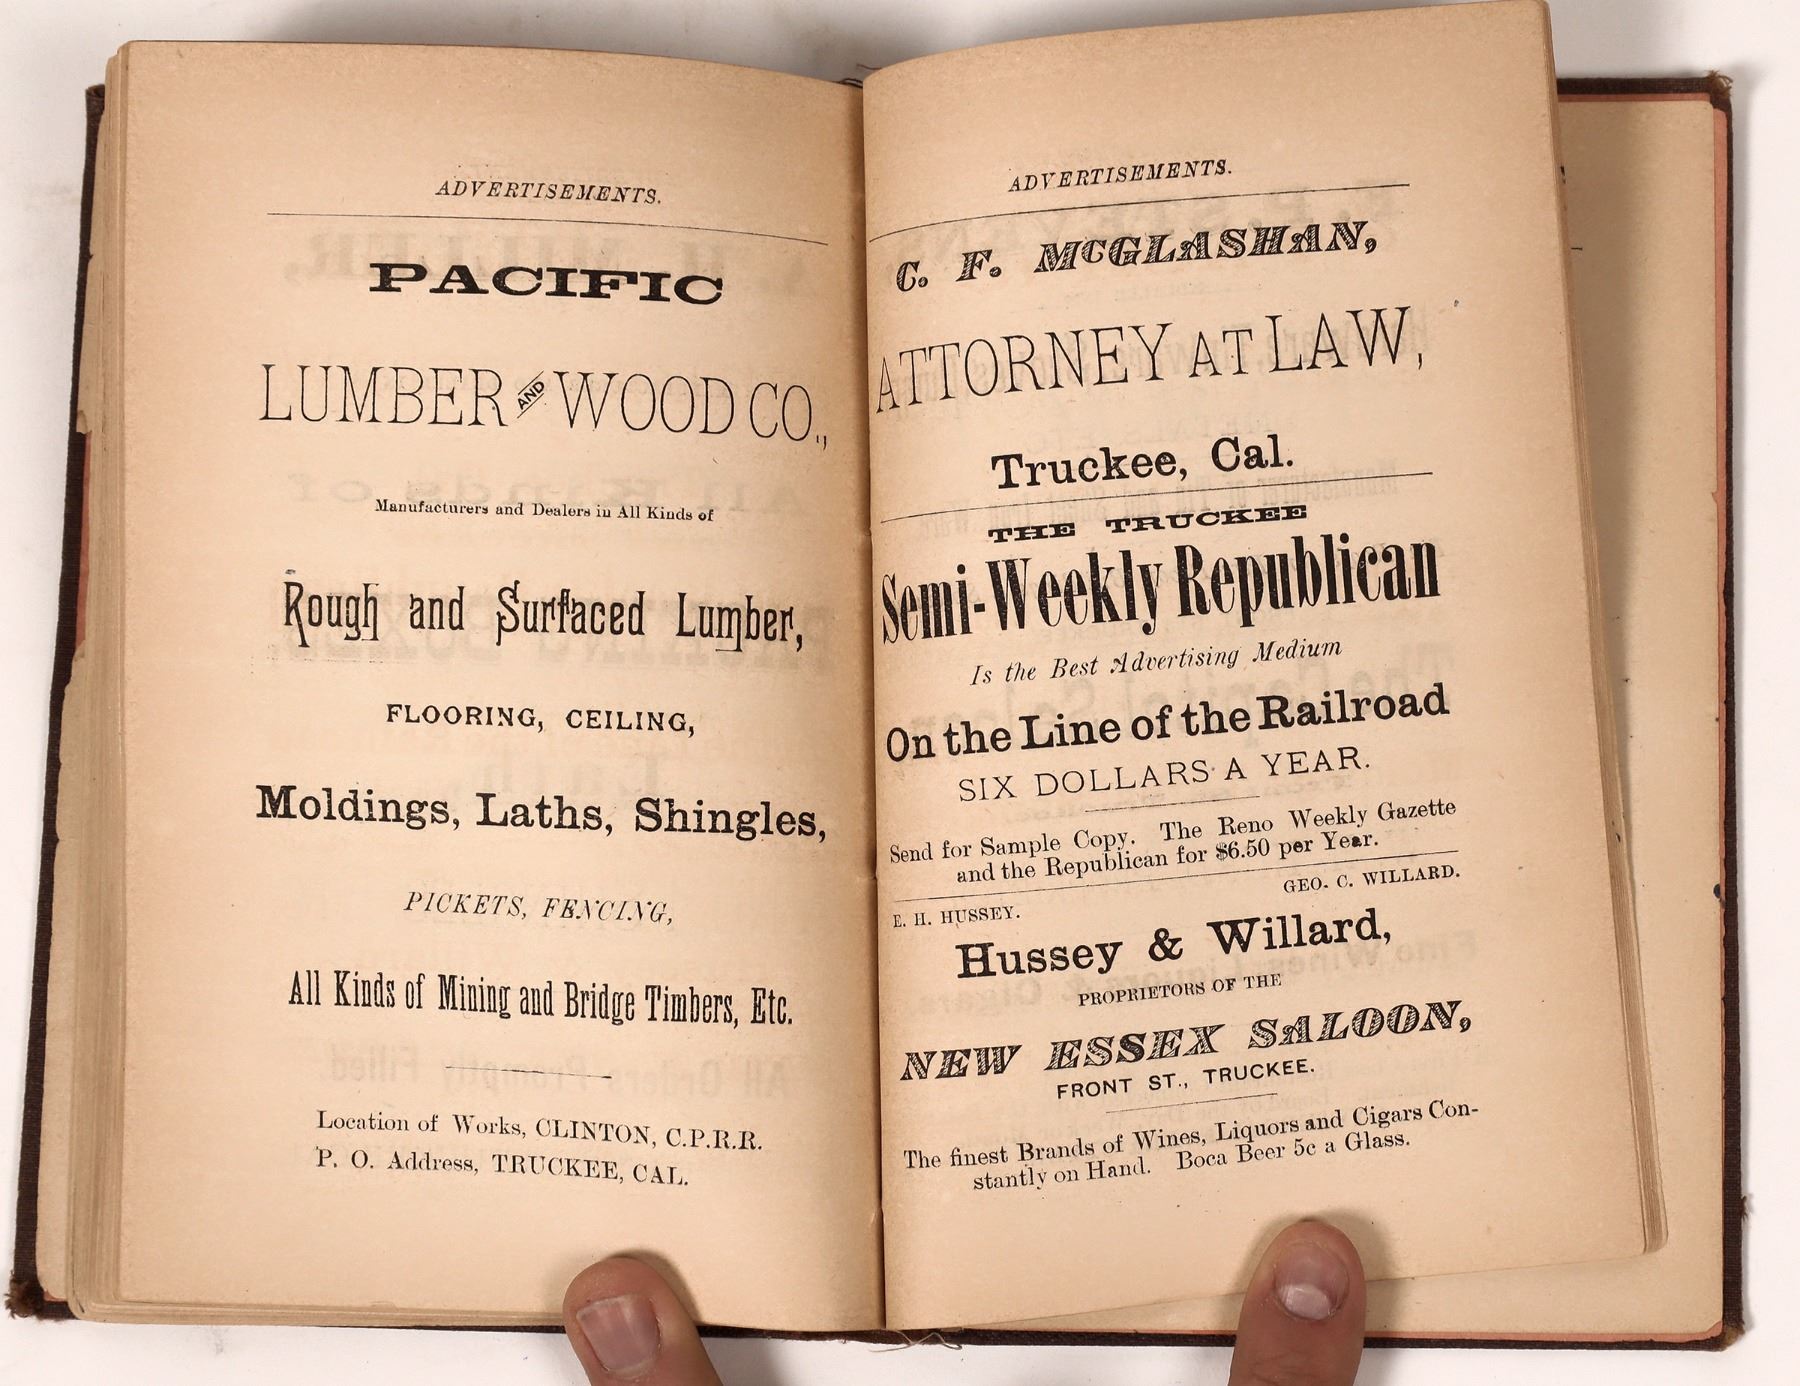 ADVERTISEMENTS.
PACIFIC
LUMBER AND WOOD CO.,
Manufacturers and Dealers in All Kinds of
Rough and Surfaced Lumber,
FLOORING, CEILING,
Moldings, Laths, Shingles,
PICKETS, FENCING,
All Kinds of Mining and Bridge Timbers, Etc.
Location of Works, CLINTON, C.P.R.R.
P. O. Address, TRUCKEE, CAL.
ADVERTISEMENTS.
C. F. McGLASHAN,
ATTORNEY AT LAW,
Truckee, Cal.
THE TRUCKEE
Semi-Weekly Republican
Is the Best Advertising Medium
On the Line of the Railroad
SIX DOLLARS A YEAR.
Send for Sample Copy. The Reno Weekly Gazette
and the Republican for $6.50 per Year.
E. H. HUSSEY. GEO. C. WILLARD.
Hussey & Willard,
PROPRIETORS OF THE
NEW ESSEX SALOON,
FRONT ST., TRUCKEE.
The finest Brands of Wines, Liquors and Cigars Con-
stantly on Hand. Boca Beer 5c a Glass.